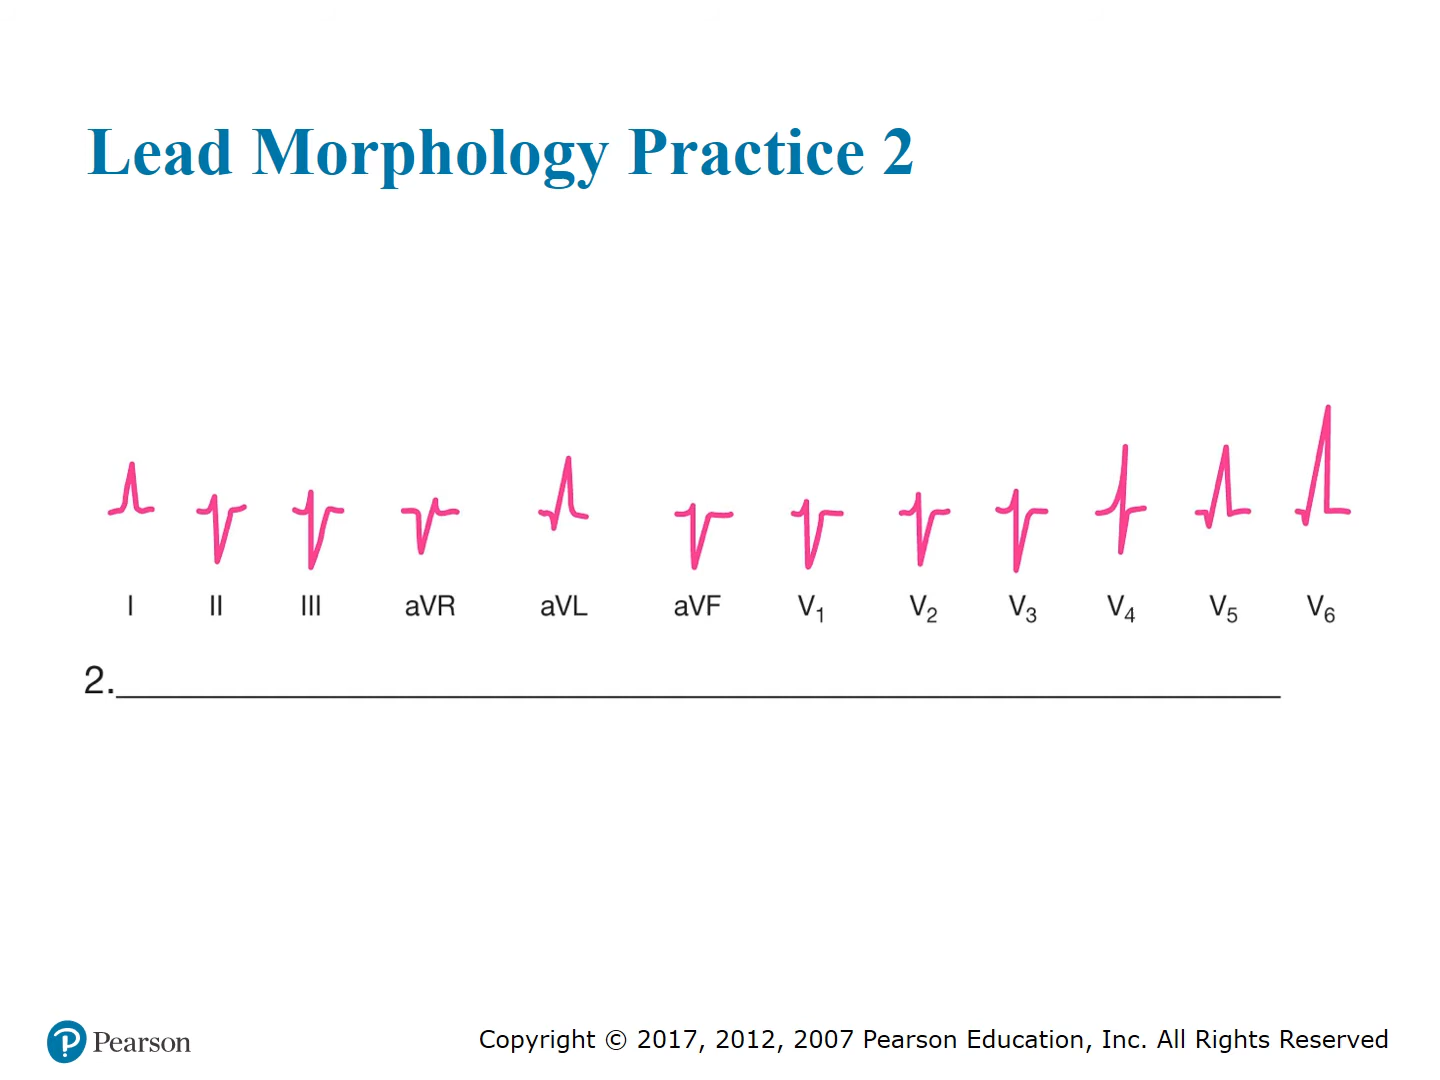 Lead Morphology Practice 2
I II III aVR aVL aVF V1 V2 V3 V4 V5 V6
2.
Pearson
Copyright © 2017, 2012, 2007 Pearson Education, Inc. All Rights Reserved